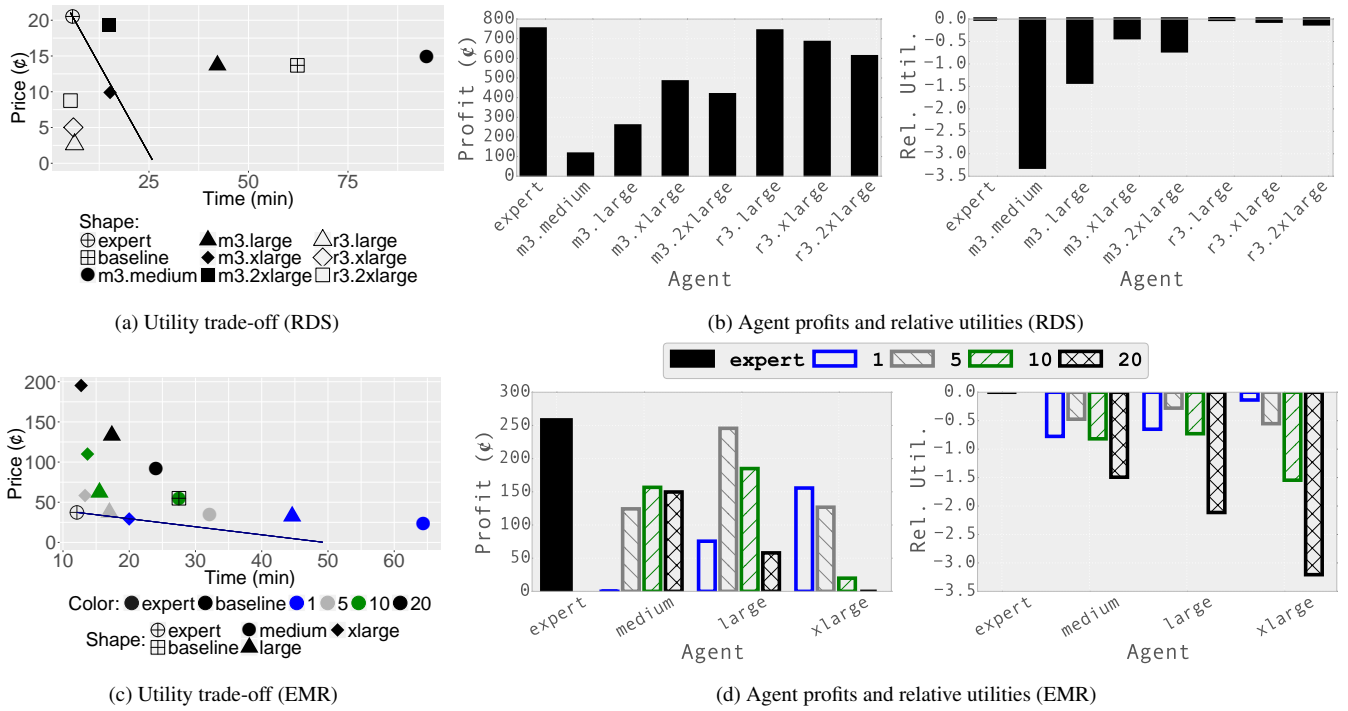 20
15
10
5
0
Price (¢)
25 50 75
Time (min)
Shape:
expert m3.large r3.large
baseline m3.xlarge r3.xlarge
m3.medium m3.2xlarge r3.2xlarge
(a) Utility trade-off (RDS)
800
700
600
500
400
300
200
100
0
Profit (¢)
expert m3.medium m3.large m3.xlarge m3.2xlarge r3.large r3.xlarge r3.2xlarge
Agent
0.0
−0.5
−1.0
−1.5
−2.0
−2.5
−3.0
−3.5
Rel. Util.
expert m3.medium m3.large m3.xlarge m3.2xlarge r3.large r3.xlarge r3.2xlarge
Agent
(b) Agent profits and relative utilities (RDS)
200
150
100
50
0
Price (¢)
10 20 30 40 50 60
Time (min)
Color: expert baseline 1 5 10 20
Shape: expert medium xlarge
baseline large
(c) Utility trade-off (EMR)
expert 1 5 10 20
300
250
200
150
100
50
0
Profit (¢)
expert medium large xlarge
Agent
0.0
−0.5
−1.0
−1.5
−2.0
−2.5
−3.0
−3.5
Rel. Util.
expert medium large xlarge
Agent
(d) Agent profits and relative utilities (EMR)